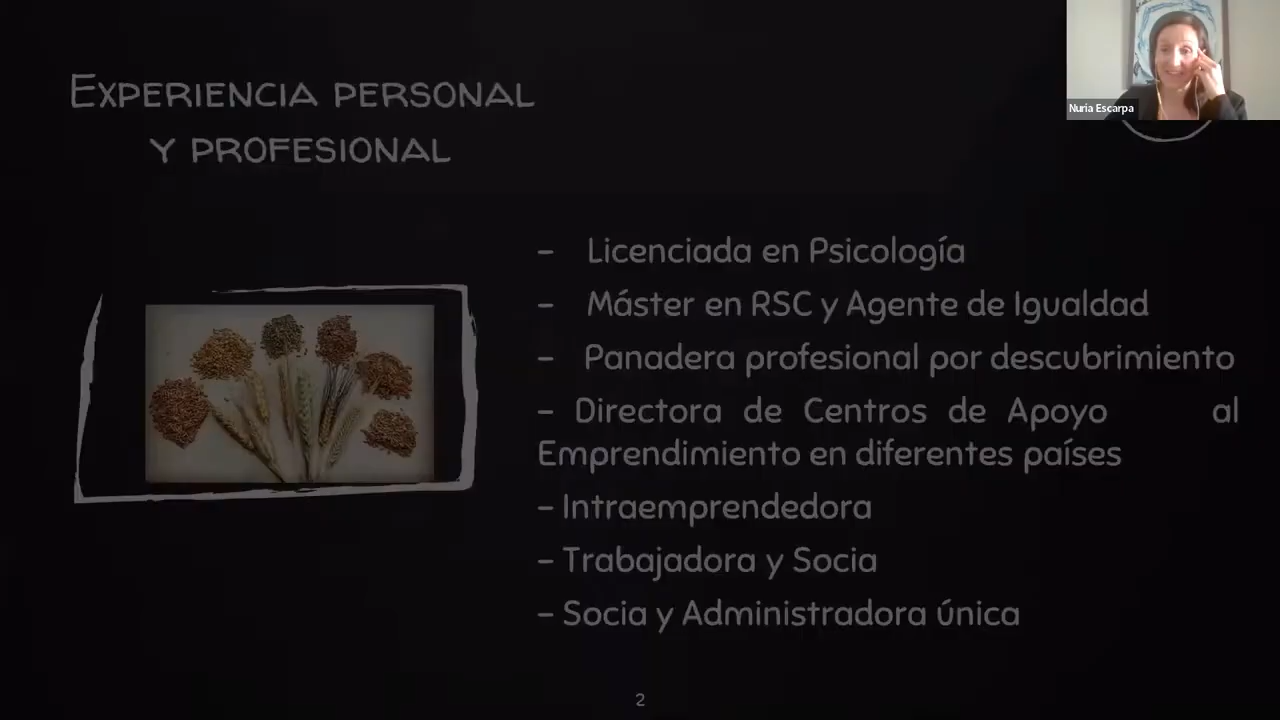 EXPERIENCIA PERSONAL
Y PROFESIONAL
Nuria Escarpa
- Licenciada en Psicología
- Máster en RSC y Agente de Igualdad
- Panadera profesional por descubrimiento
- Directora de Centros de Apoyo al
Emprendimiento en diferentes países
- Intraemprendedora
- Trabajadora y Socia
- Socia y Administradora única
2